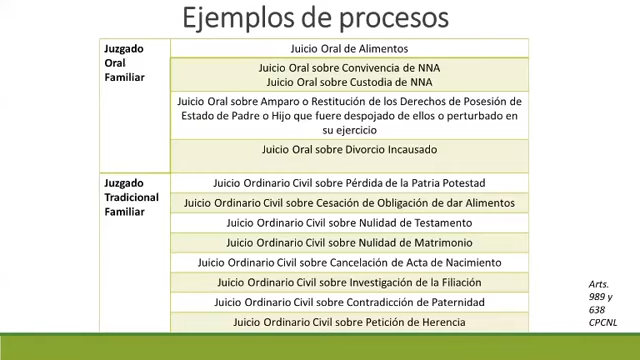 Ejemplos de procesos
Juzgado
Oral
Familiar
Juicio Oral de Alimentos
Juicio Oral sobre Convivencia de NNA
Juicio Oral sobre Custodia de NNA
Juicio Oral sobre Amparo o Restitución de los Derechos de Posesión de
Estado de Padre o Hijo que fuere despojado de ellos o perturbado en
su ejercicio
Juicio Oral sobre Divorcio Incausado
Juzgado
Tradicional
Familiar
Juicio Ordinario Civil sobre Pérdida de la Patria Potestad
Juicio Ordinario Civil sobre Cesación de Obligación de dar Alimentos
Juicio Ordinario Civil sobre Nulidad de Testamento
Juicio Ordinario Civil sobre Nulidad de Matrimonio
Juicio Ordinario Civil sobre Cancelación de Acta de Nacimiento
Juicio Ordinario Civil sobre Investigación de la Filiación
Juicio Ordinario Civil sobre Contradicción de Paternidad
Juicio Ordinario Civil sobre Petición de Herencia
Arts.
989 y
638
CPCNL